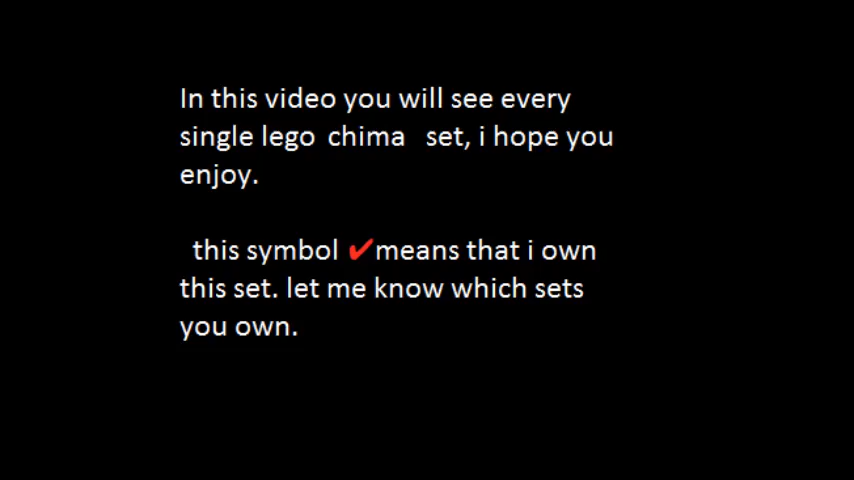 In this video you will see every
single lego chima set, i hope you
enjoy.
this symbol ✔means that i own
this set. let me know which sets
you own.